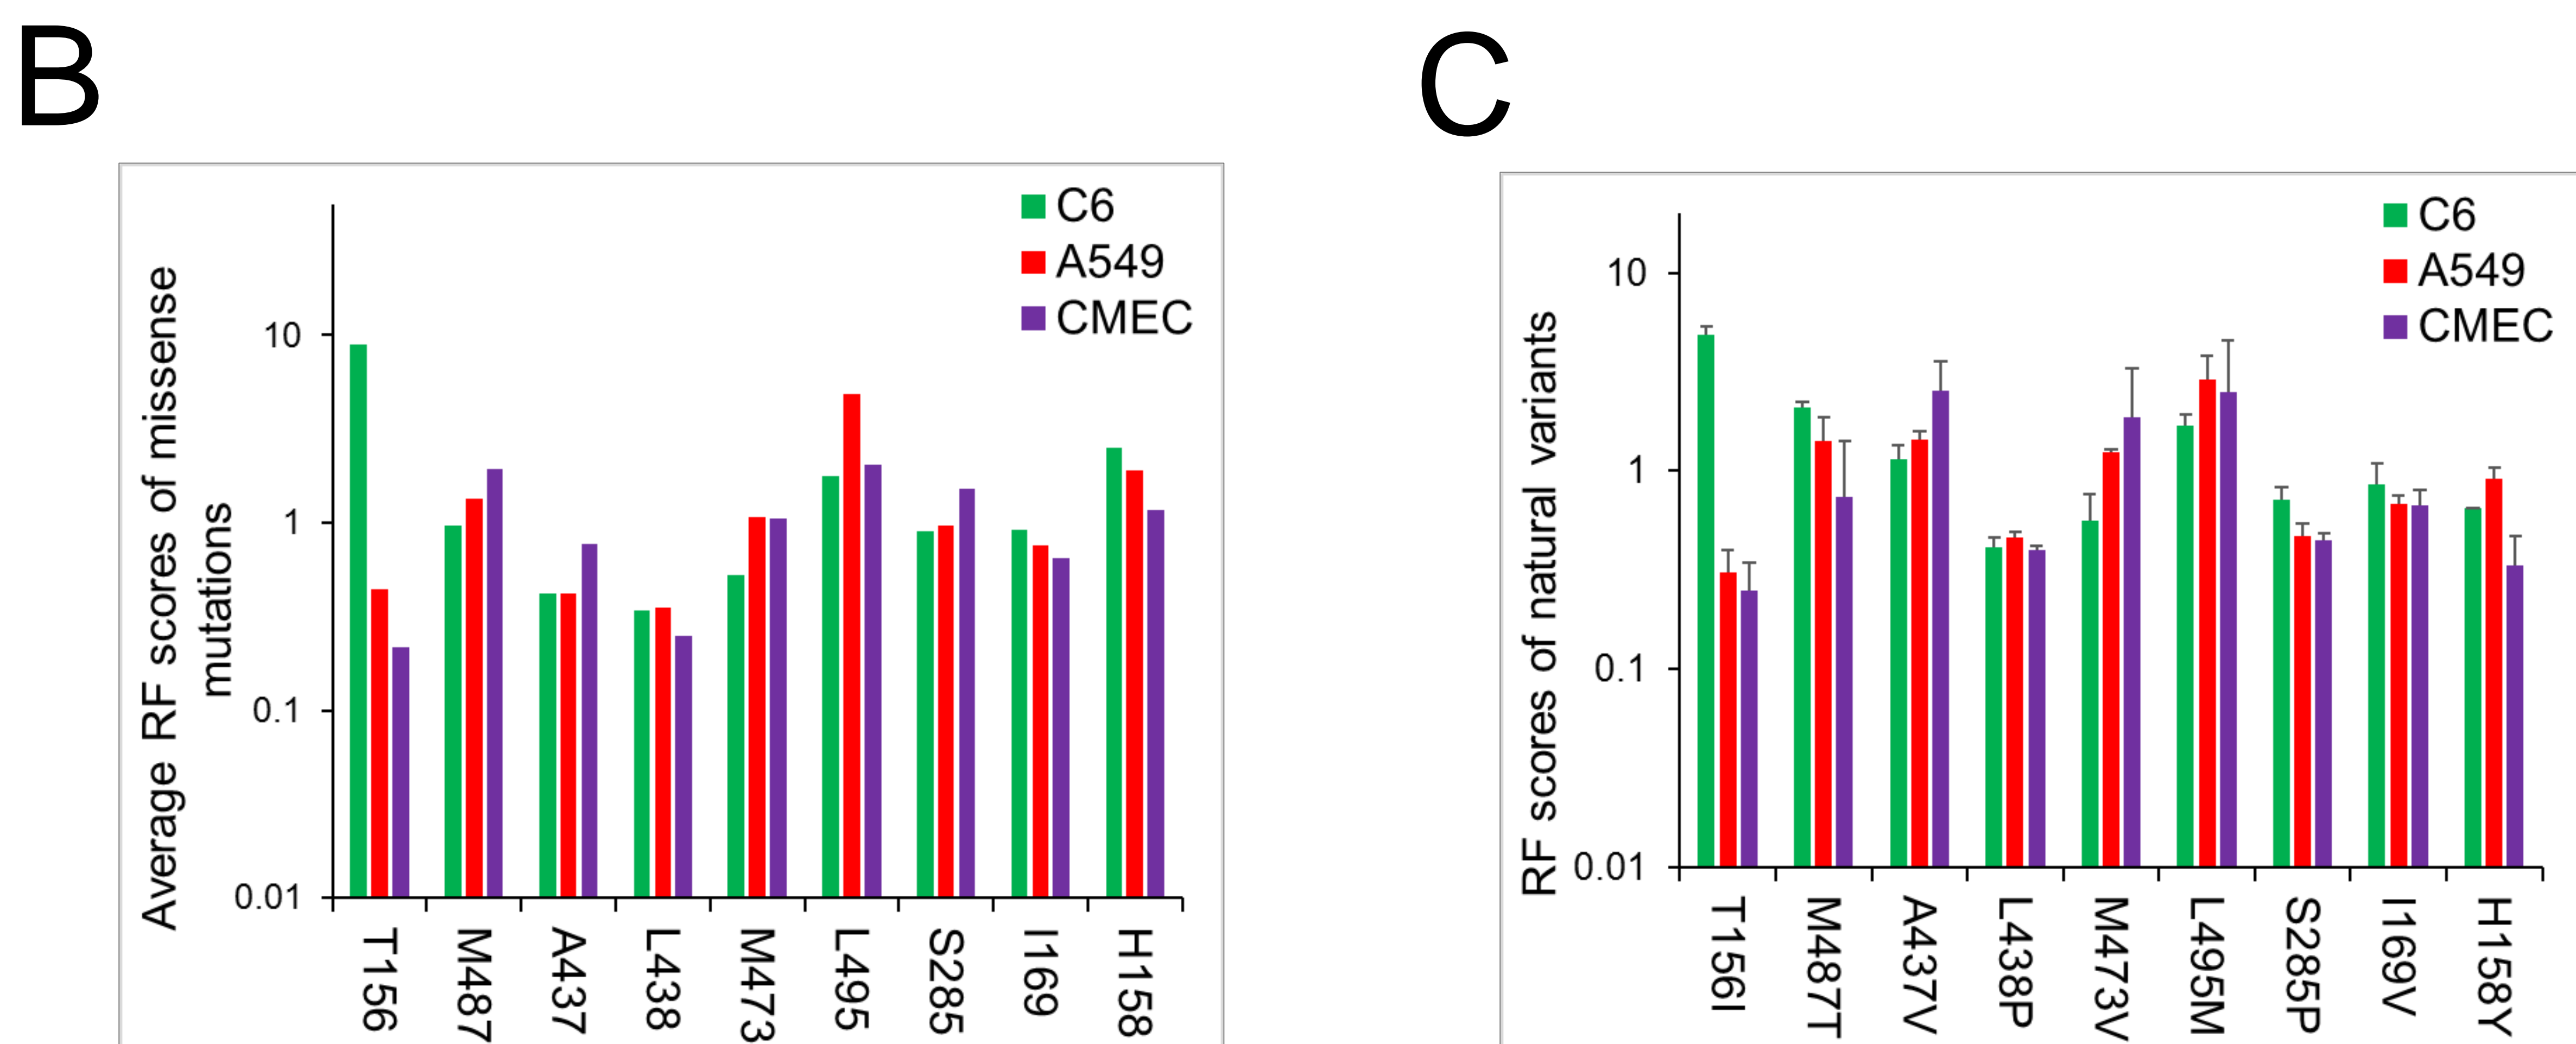 B
C6
A549
CMEC
Average RF scores of missense
mutations
10
1
0.1
0.01
T156
M487
A437
L438
M473
L495
S285
I169
H158
C
C6
A549
CMEC
RF scores of natural variants
10
1
0.1
0.01
T156I
M487T
A437V
L438P
M473V
L495M
S285P
I169V
H158Y